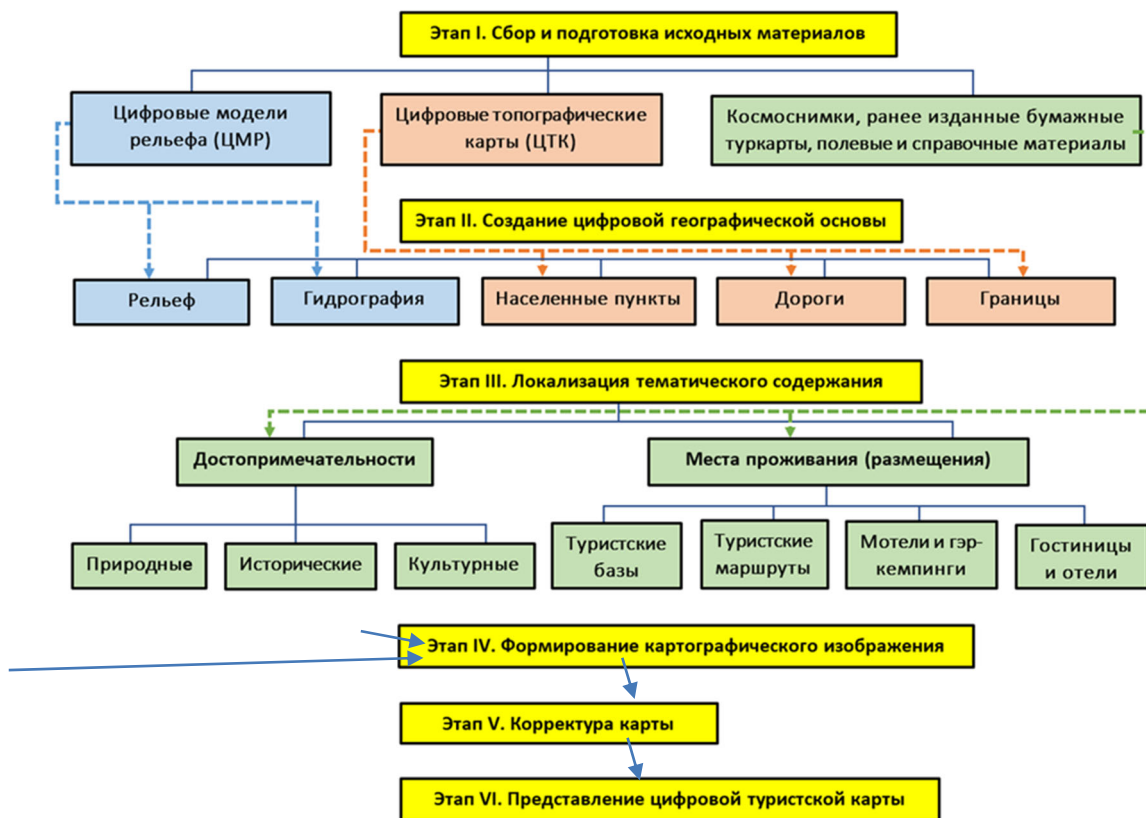 Этап I. Сбор и подготовка исходных материалов
Цифровые модели
рельефа (ЦМР)
Цифровые топографические
карты (ЦТК)
Космоснимки, ранее изданные бумажные
туркарты, полевые и справочные материалы
Этап II. Создание цифровой географической основы
Рельеф
Гидрография
Населенные пункты
Дороги
Границы
Этап III. Локализация тематического содержания
Достопримечательности
Места проживания (размещения)
Природные
Исторические
Культурные
Туристские
базы
Туристские
маршруты
Мотели и гэр-
кемпинги
Гостиницы
и отели
Этап IV. Формирование картографического изображения
Этап V. Корректура карты
Этап VI. Представление цифровой туристской карты